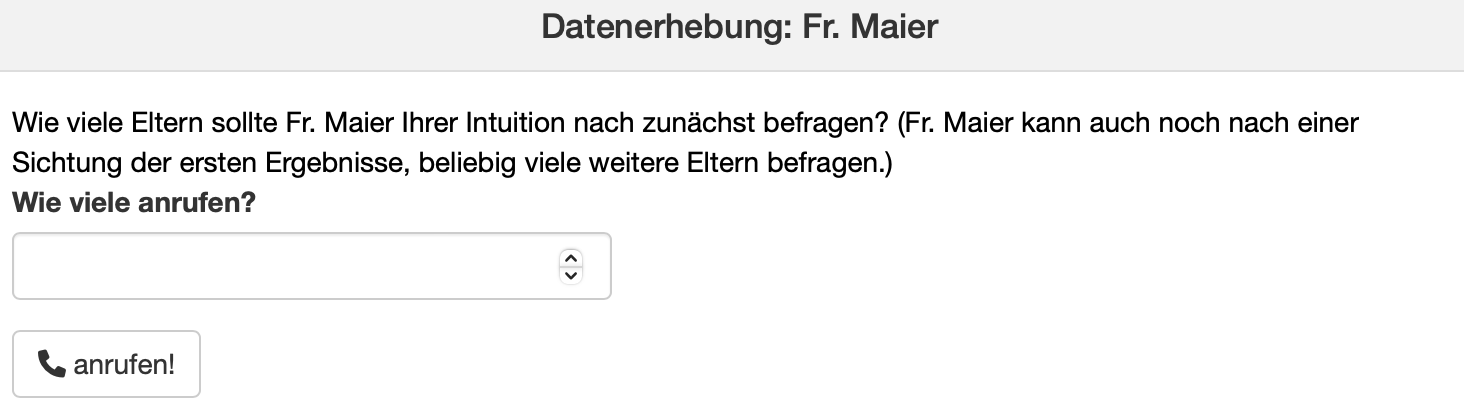 Datenerhebung: Fr. Maier
Wie viele Eltern sollte Fr. Maier Ihrer Intuition nach zunächst befragen? (Fr. Maier kann auch noch nach einer
Sichtung der ersten Ergebnisse, beliebig viele weitere Eltern befragen.)
Wie viele anrufen?
anrufen!